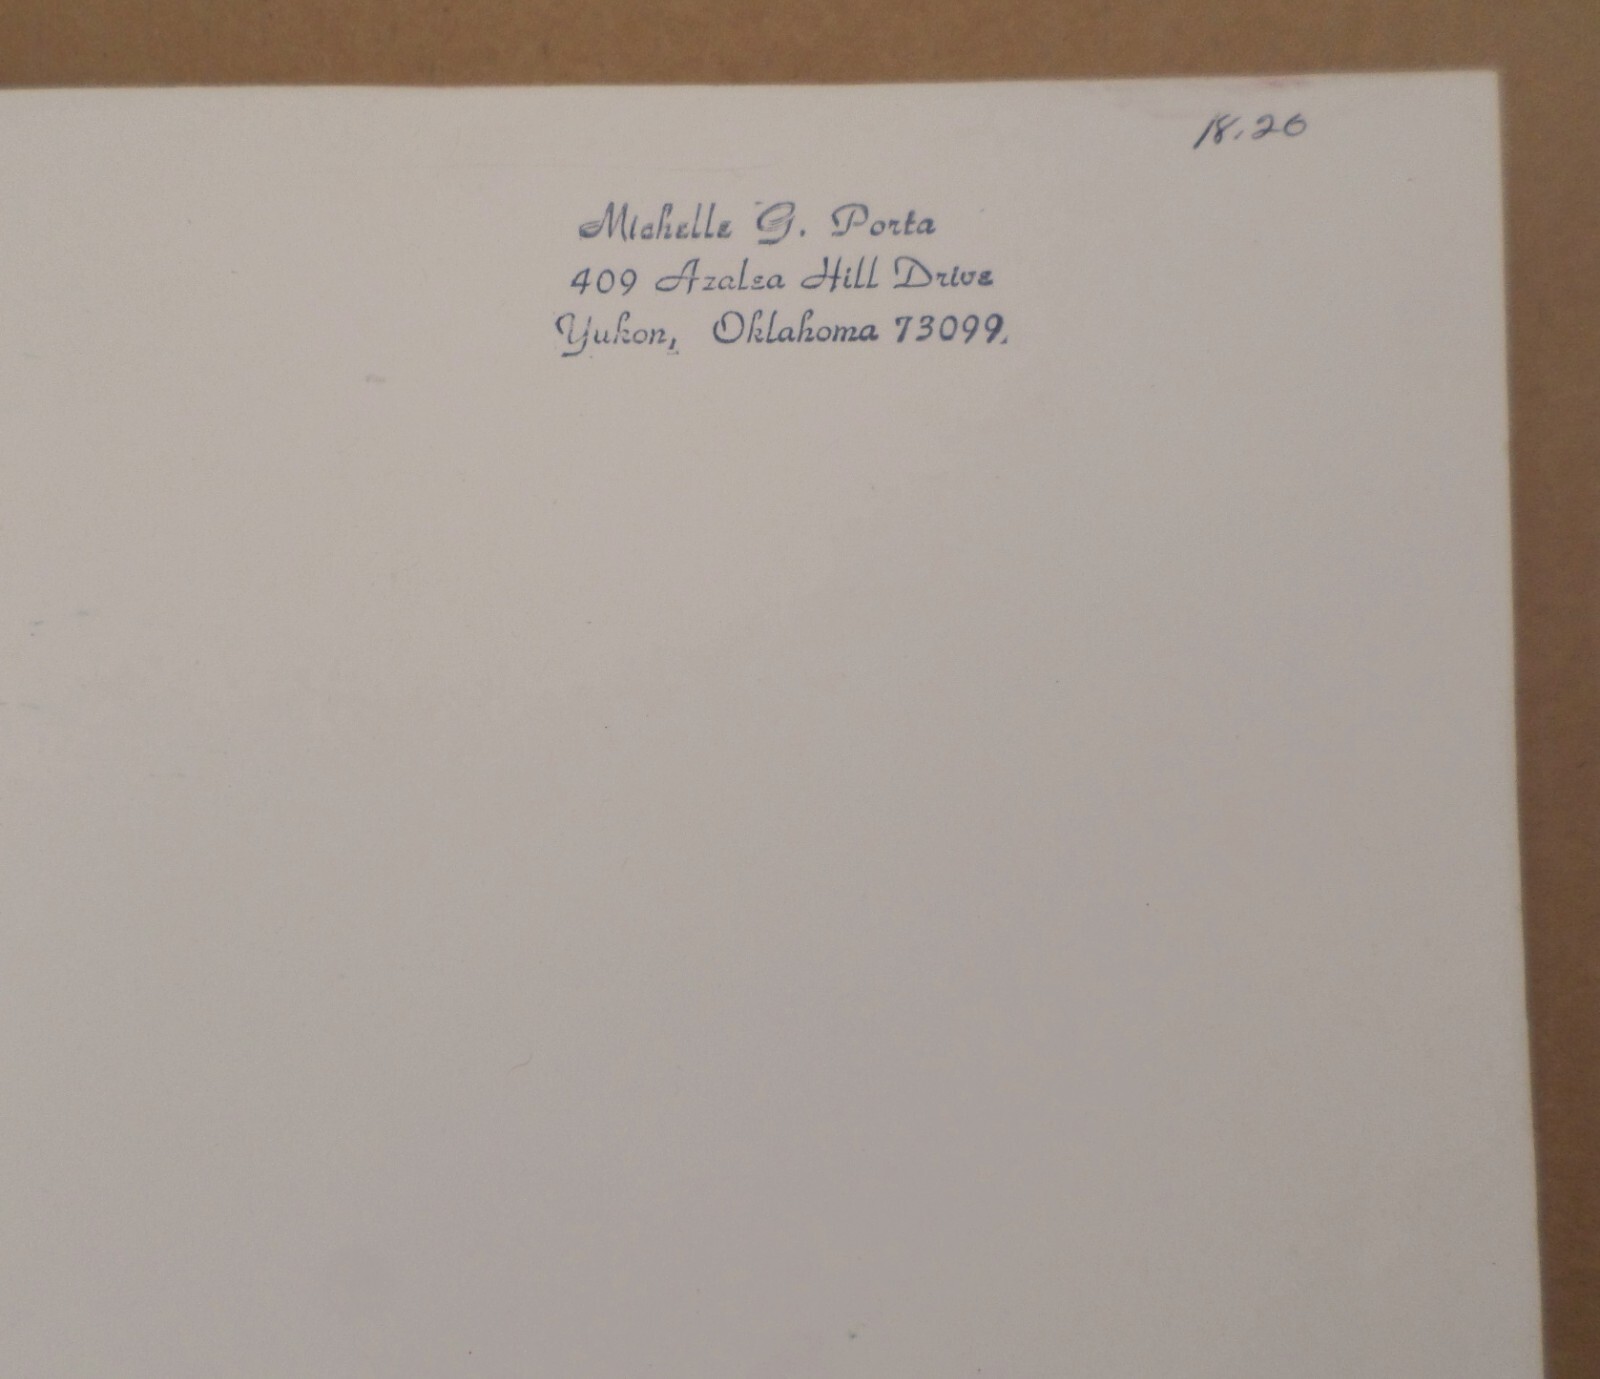 18.20
Michelle G. Porta
409 Azalea Hill Drive
Yukon, Oklahoma 73099.